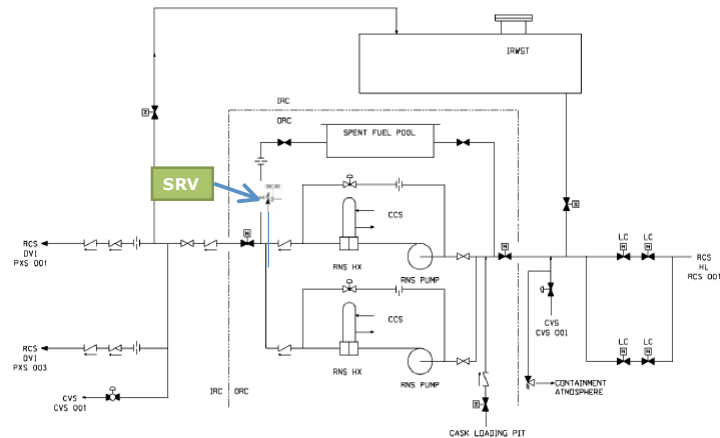 IRWST
IRC
ORC
SPENT FUEL POOL
SRV
CCS
RCS
DVI
PXS 001
RNS HX
RNS PUMP
LC
LC
RCS
HL
RCS 001
CVS
CVS 001
LC
LC
CCS
RCS
DVI
PXS 003
RNS HX
RNS PUMP
CONTAINMENT
ATMOSPHERE
IRC
ORC
CVS
CVS 001
CASK LOADING PIT